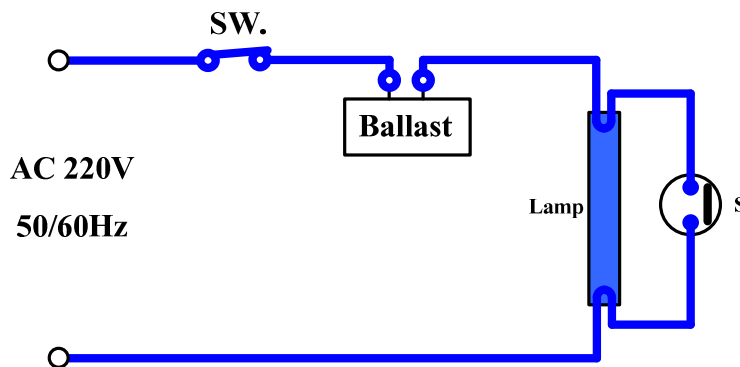 SW.
Ballast
AC 220V
50/60Hz
Lamp
S